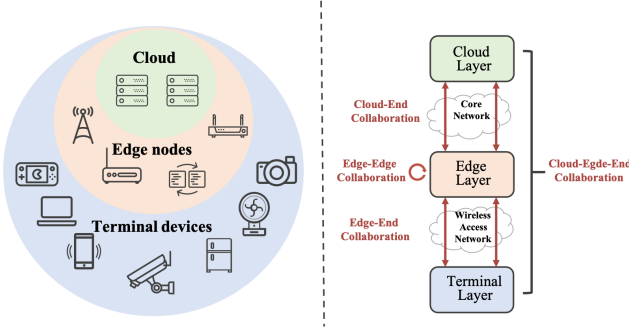 Cloud
Edge nodes
Terminal devices
Cloud
Layer
Cloud-End
Collaboration
Core
Network
Edge-Edge
Collaboration
Edge
Layer
Cloud-Egde-End
Collaboration
Edge-End
Collaboration
Wireless
Access
Network
Terminal
Layer